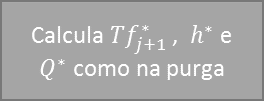 Calcula $Tf^{*}_{j+1}$ , $h^{*}$ e
$Q^{*}$ como na purga